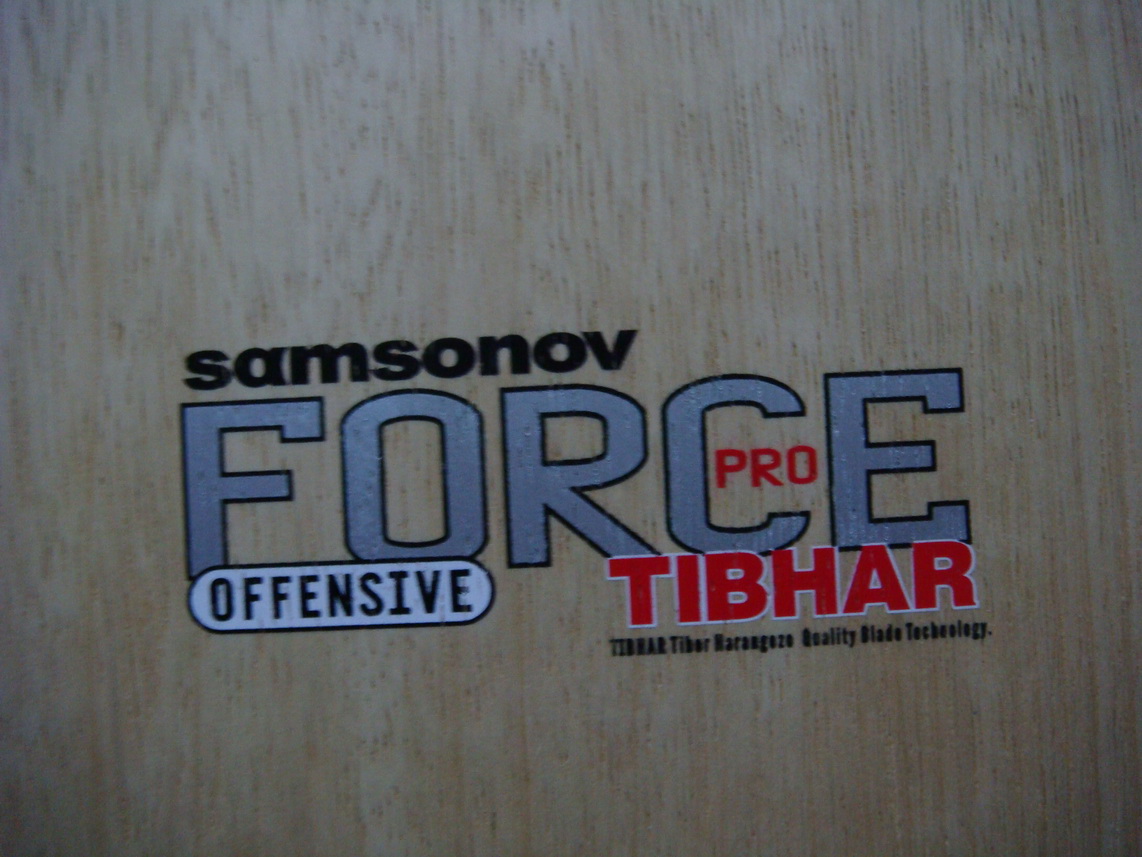 samsonov
FORCE
PRO
OFFENSIVE
TIBHAR
TIBHAR Tibor Harangozo Quality Blade Technology.